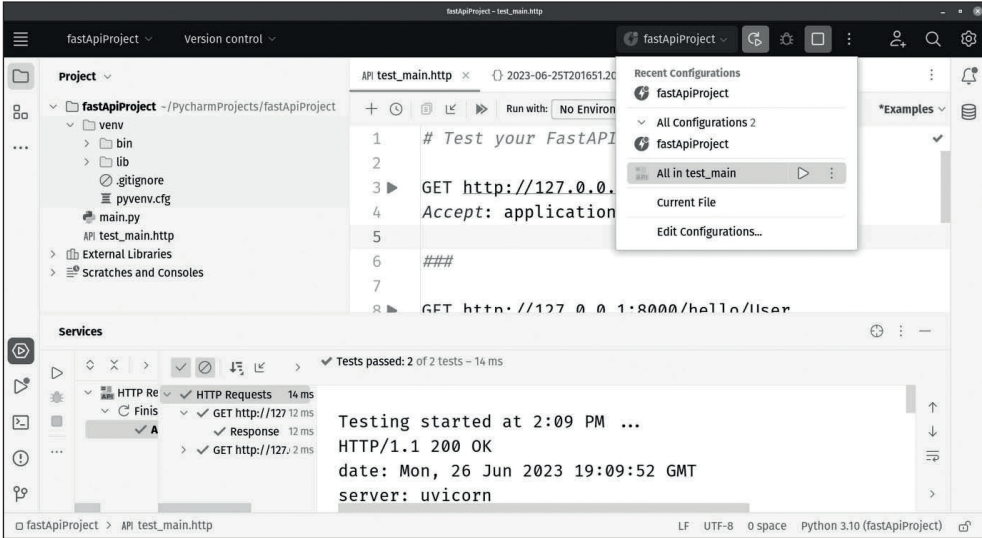 fastApiProject – test_main.http
fastApiProject
Version control
fastApiProject
Project
fastApiProject ~/PycharmProjects/fastApiProject
venv
bin
lib
.gitignore
pyvenv.cfg
main.py
API test_main.http
External Libraries
Scratches and Consoles
API test_main.http ×
{} 2023-06-25T201651.20
Run with: No Environ
*Examples
1 # Test your FastAPI
2
3 GET http://127.0.0.
4 Accept: application
5
6 ###
7
8 GET http://127.0.0.1:8000/hello/User
Recent Configurations
fastApiProject
All Configurations 2
fastApiProject
API All in test_main
Current File
Edit Configurations...
Services
Tests passed: 2 of 2 tests – 14 ms
API HTTP Re
Finis
A
HTTP Requests 14 ms
GET http://127 12 ms
Response 12 ms
GET http://127. 2 ms
Testing started at 2:09 PM ...
HTTP/1.1 200 OK
date: Mon, 26 Jun 2023 19:09:52 GMT
server: uvicorn
fastApiProject > API test_main.http
LF UTF-8 0 space Python 3.10 (fastApiProject)